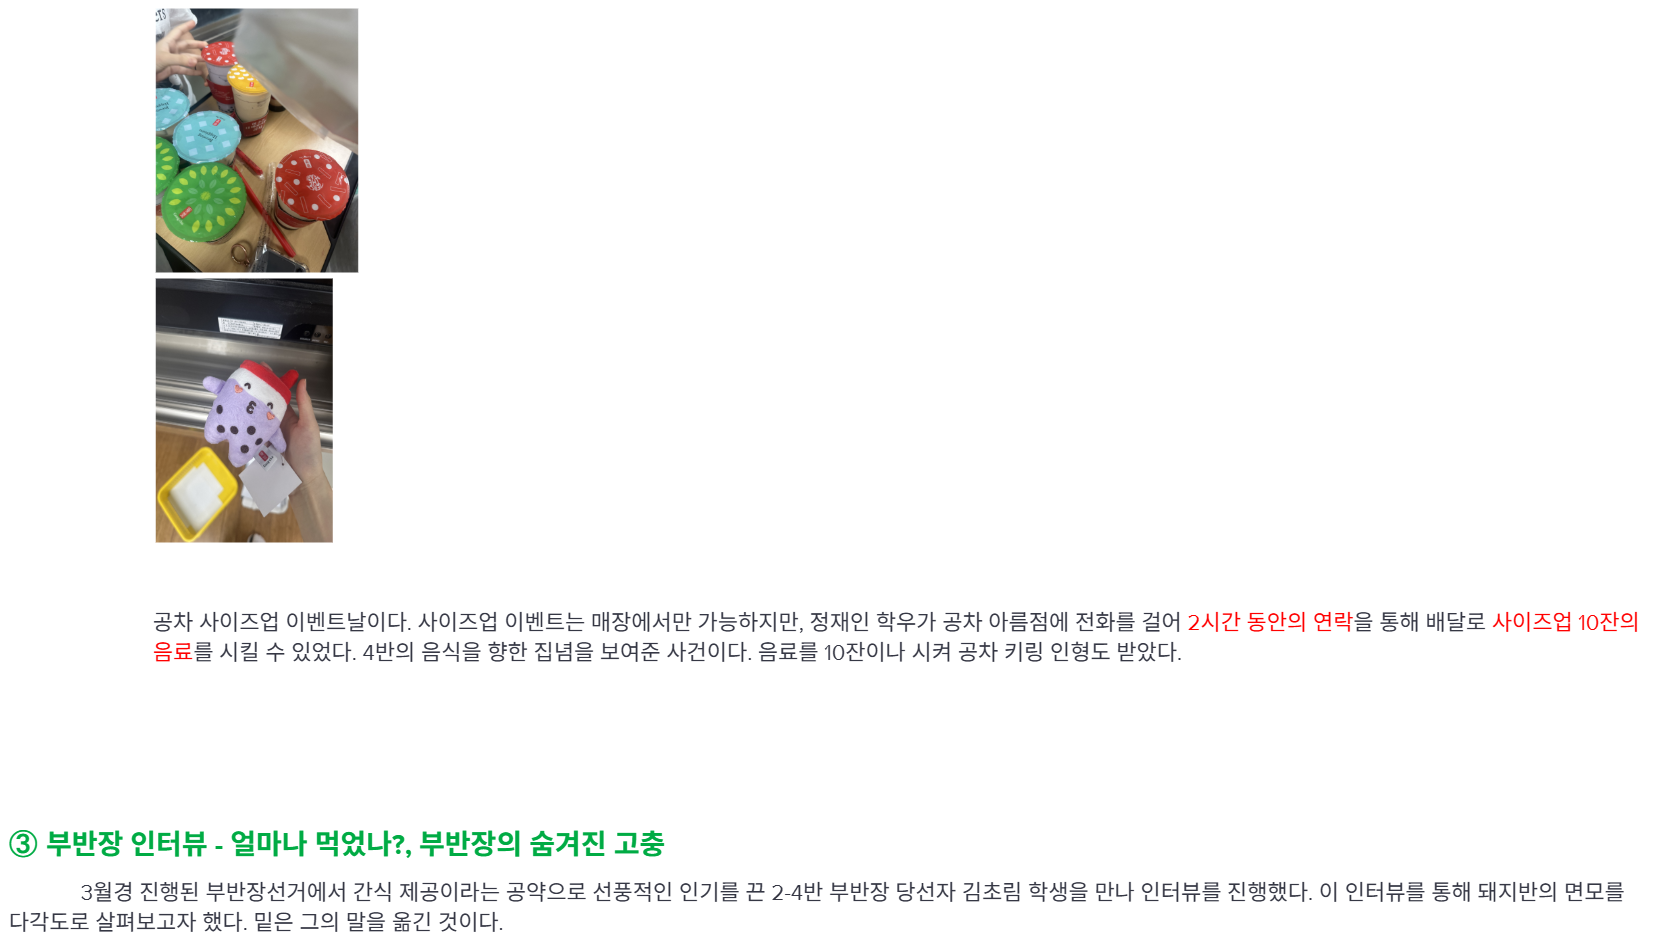 공차 사이즈업 이벤트날이다. 사이즈업 이벤트는 매장에서만 가능하지만, 정재인 학우가 공차 아름점에 전화를 걸어 2시간 동안의 연락을 통해 배달로 사이즈업 10잔의
음료를 시킬 수 있었다. 4반의 음식을 향한 집념을 보여준 사건이다. 음료를 10잔이나 시켜 공차 키링 인형도 받았다.
③ 부반장 인터뷰 - 얼마나 먹었나?, 부반장의 숨겨진 고충
3월경 진행된 부반장선거에서 간식 제공이라는 공약으로 선풍적인 인기를 끈 2-4반 부반장 당선자 김초림 학생을 만나 인터뷰를 진행했다. 이 인터뷰를 통해 돼지반의 면모를
다각도로 살펴보고자 했다. 밑은 그의 말을 옮긴 것이다.